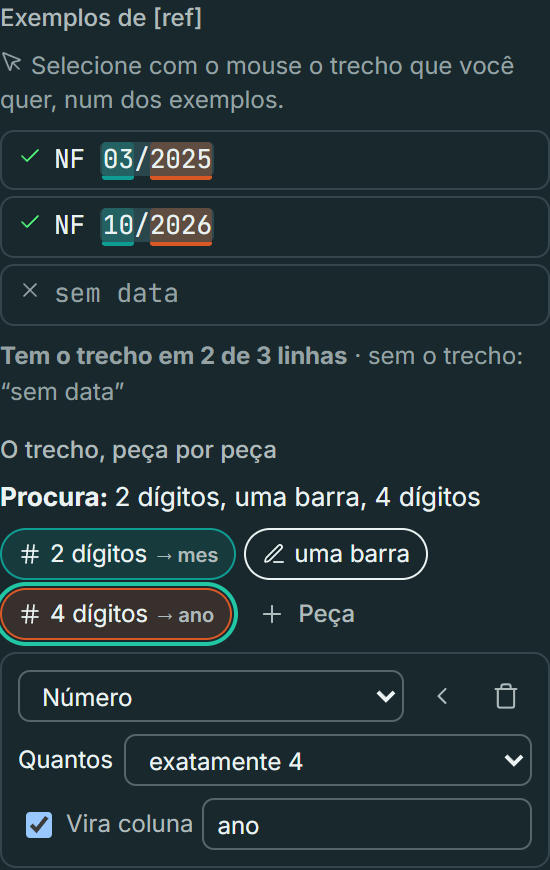 Exemplos de [ref]
Selecione com o mouse o trecho que você
quer, num dos exemplos.
NF 03/2025
NF 10/2026
sem data
Tem o trecho em 2 de 3 linhas · sem o trecho:
“sem data”
O trecho, peça por peça
Procura: 2 dígitos, uma barra, 4 dígitos
# 2 dígitos → mes uma barra
# 4 dígitos → ano + Peça
Número
Quantos exatamente 4
Vira coluna ano